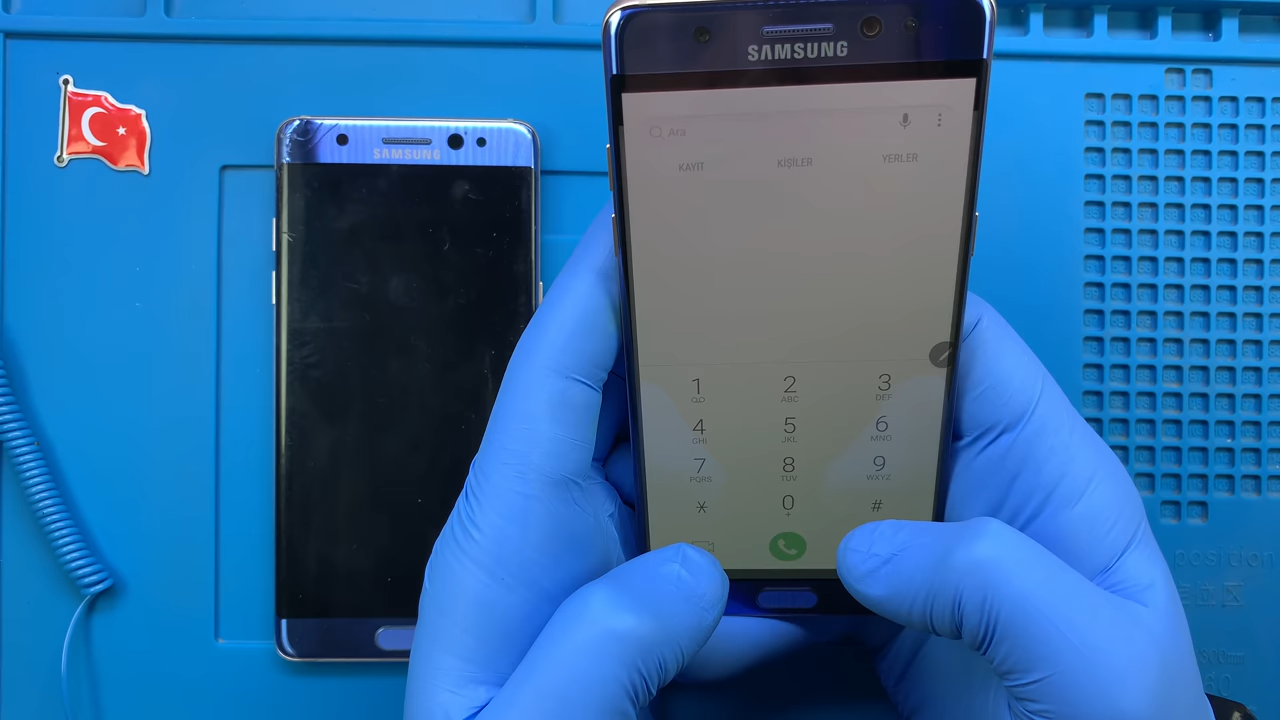 SAMSUNG
SAMSUNG
Ara
KAYIT KİŞİLER YERLER
1 2 3
ABC DEF
4 5 6
GHI JKL MNO
7 8 9
PQRS TUV WXYZ
* 0 #
+
position